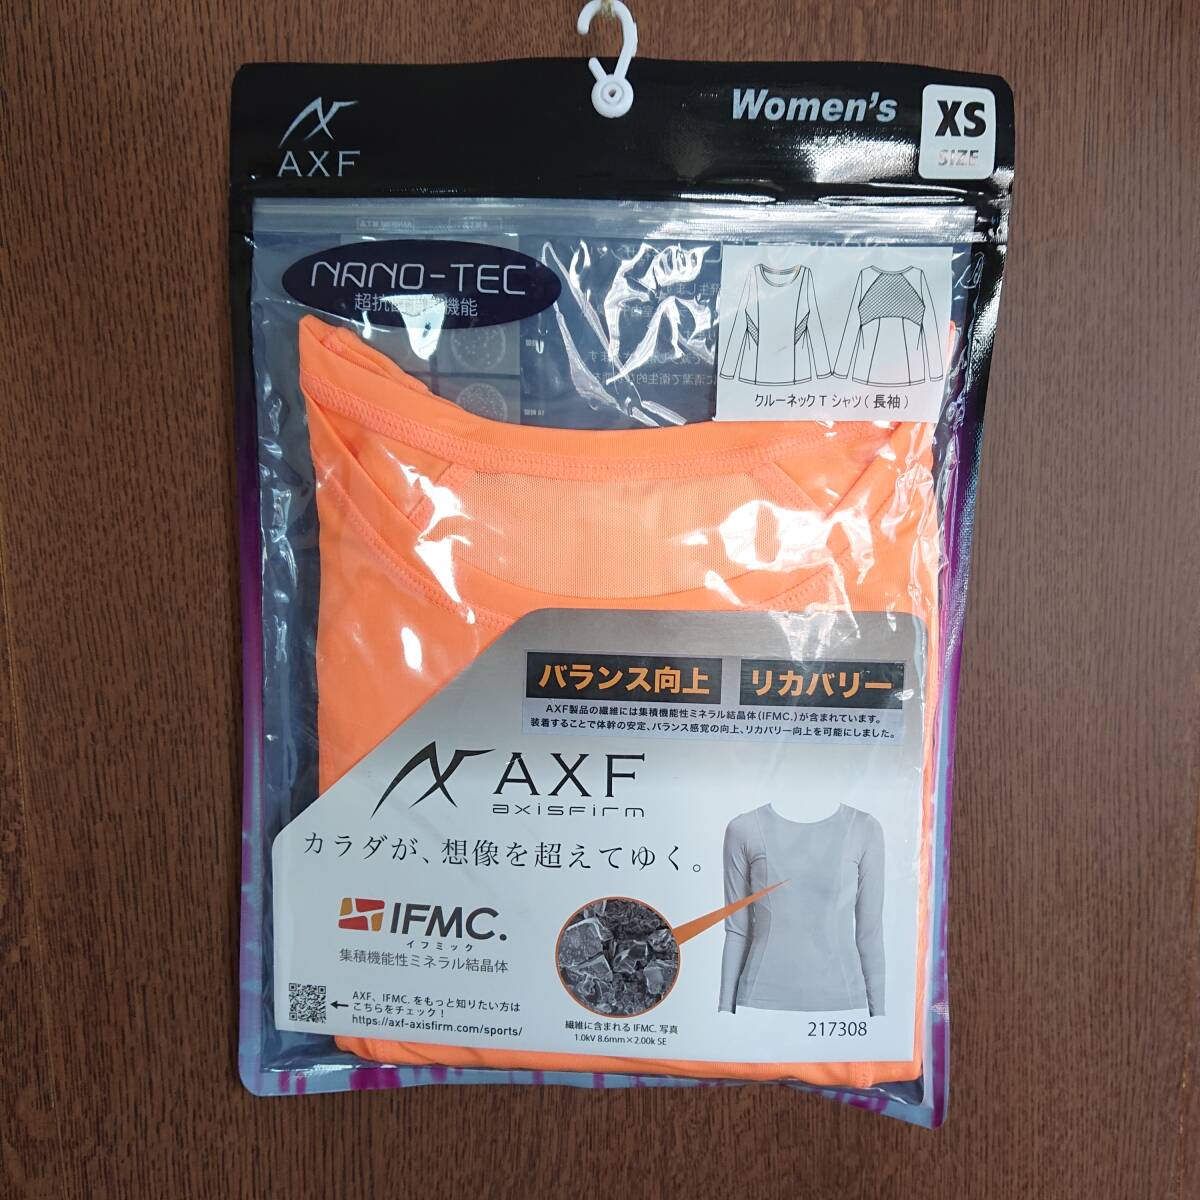 AXF
Women's
XS
SIZE
NANO-TEC
超抗菌消臭機能
クルーネックTシャツ(長袖)
バランス向上
リカバリー
AXF製品の繊維には集積機能性ミネラル結晶体(IFMC.)が含まれています。
装着することで体幹の安定、バランス感覚の向上、リカバリー向上を可能にしました。
AXF
axisfirm
カラダが、想像を超えてゆく。
IFMC.
イフミック
集積機能性ミネラル結晶体
AXF、IFMC.をもっと知りたい方は
こちらをチェック！
https://axf-axisfirm.com/sports/
繊維に含まれるIFMC.写真
1.0kV 8.6mm×2.00k SE
217308